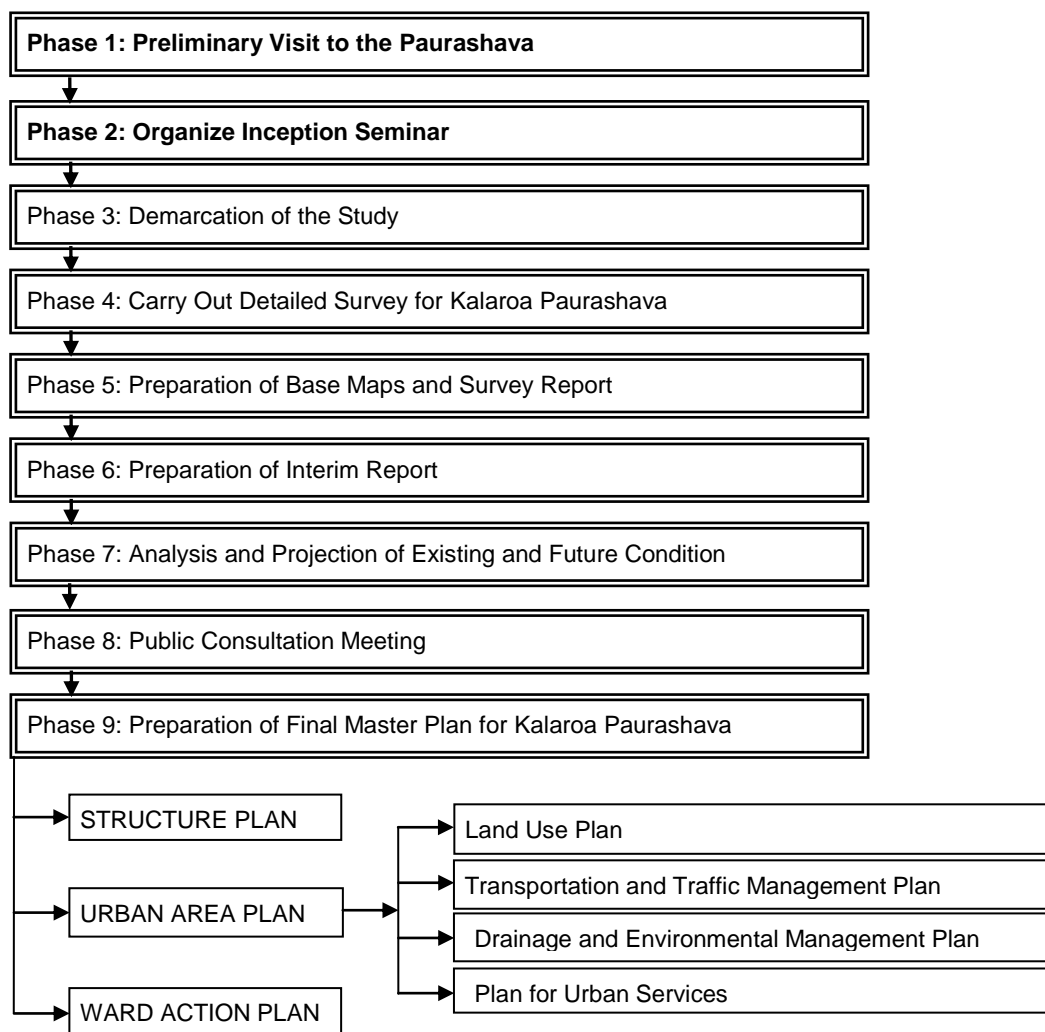 Phase 1: Preliminary Visit to the Paurashava
Phase 2: Organize Inception Seminar
Phase 3: Demarcation of the Study
Phase 4: Carry Out Detailed Survey for Kalaroa Paurashava
Phase 5: Preparation of Base Maps and Survey Report
Phase 6: Preparation of Interim Report
Phase 7: Analysis and Projection of Existing and Future Condition
Phase 8: Public Consultation Meeting
Phase 9: Preparation of Final Master Plan for Kalaroa Paurashava
STRUCTURE PLAN
URBAN AREA PLAN
WARD ACTION PLAN
Land Use Plan
Transportation and Traffic Management Plan
Drainage and Environmental Management Plan
Plan for Urban Services